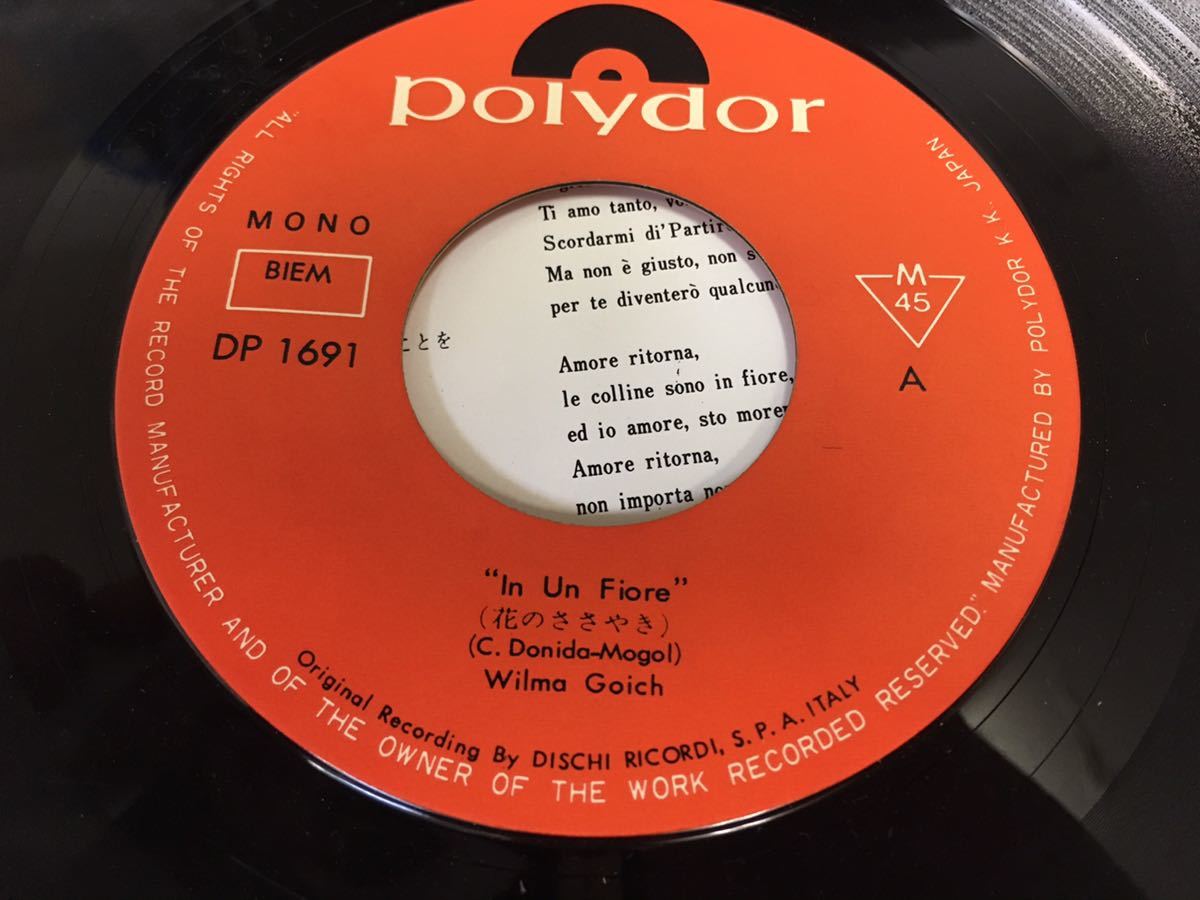 polydor
MONO
BIEM
DP 1691
M
45
A
Ti amo tanto,
Scordarmi di'Partir
Ma non è giusto, non
per te diventerò qualcun
ことを
Amore ritorna,
le colline sono in fiore,
ed io amore, sto
Amore ritorna,
non importa
"In Un Fiore"
(花のささやき)
(C. Donida-Mogol)
Wilma Goich
Original Recording By DISCHI RICORDI, S. P. A. ITALY
"ALL RIGHTS OF THE RECORD MANUFACTURER AND OF THE OWNER OF THE WORK RECORDED RESERVED." MANUFACTURED BY POLYDOR K K. JAPAN